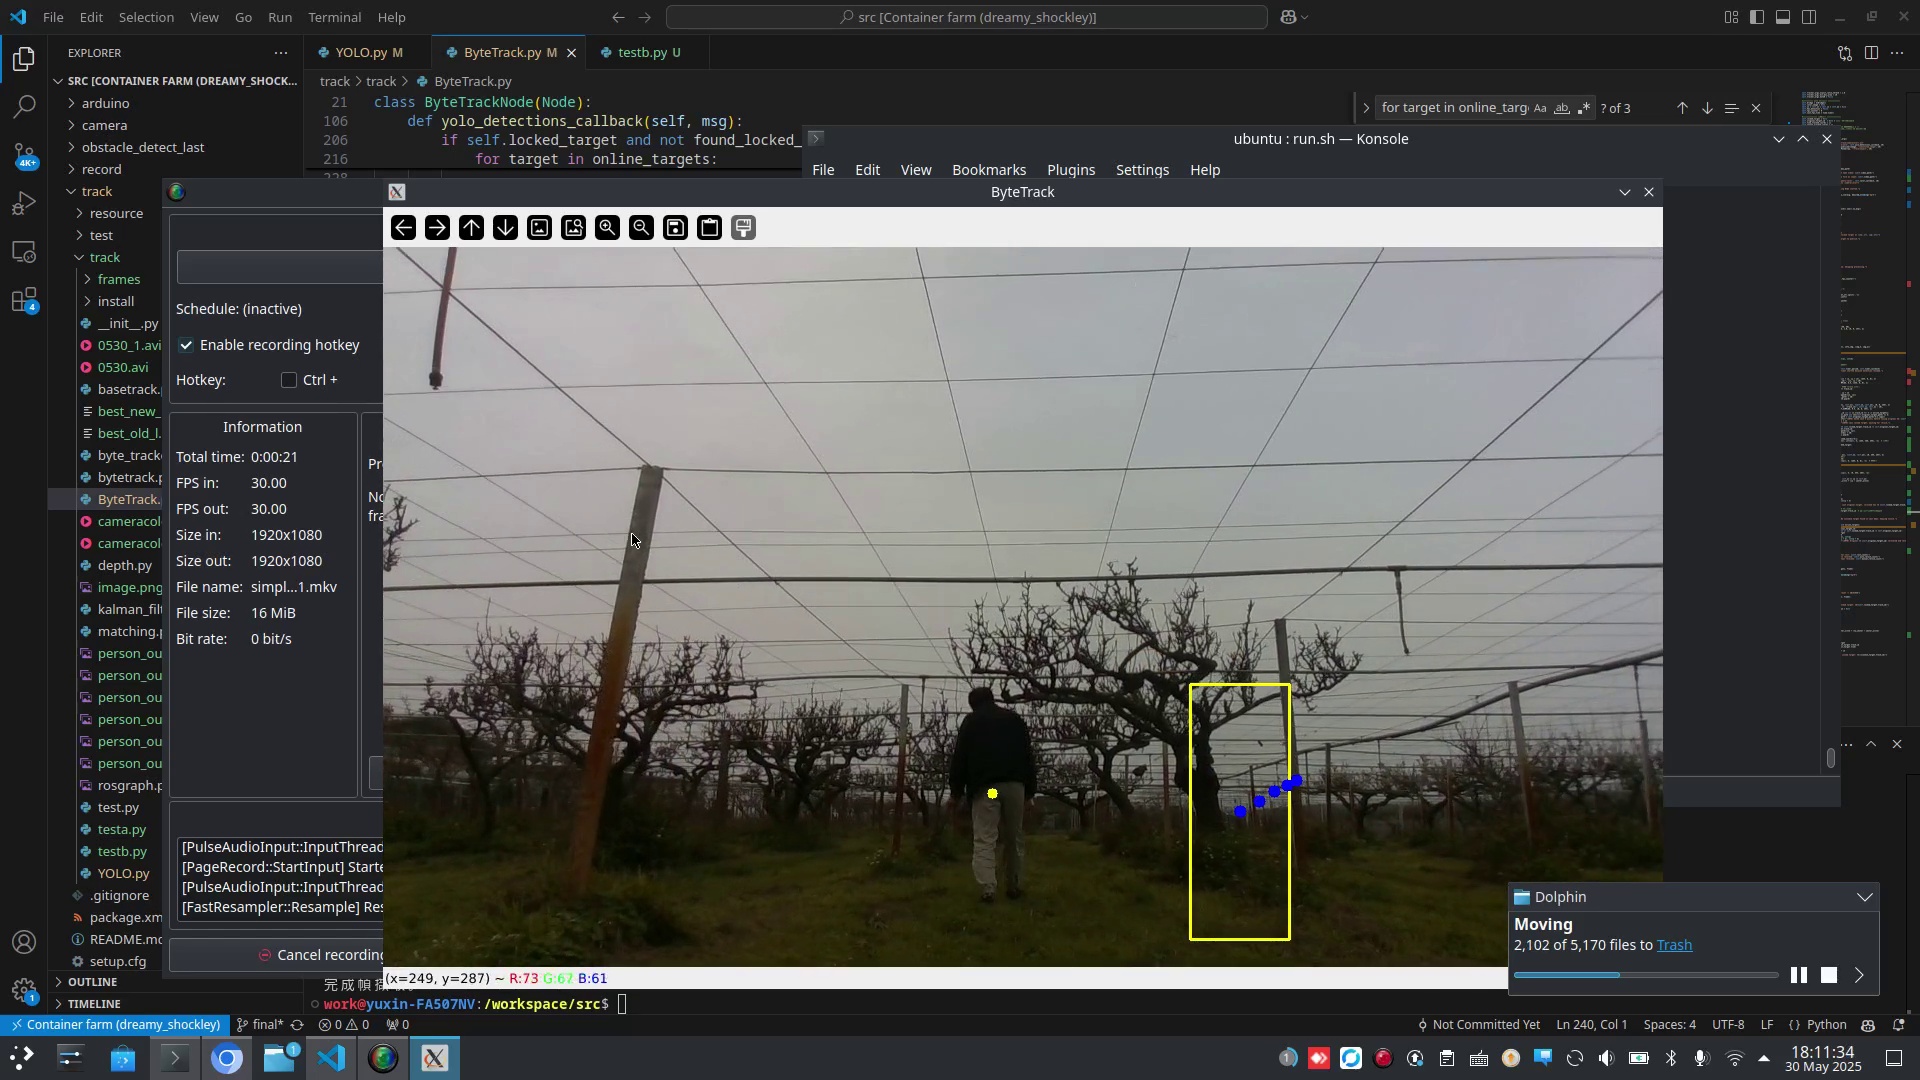 File Edit Selection View Go Run Terminal Help
src [Container farm (dreamy_shockley)]
EXPLORER
YOLO.py M
ByteTrack.py M
testb.py U
SRC [CONTAINER FARM (DREAMY_SHOCK...
track > track > ByteTrack.py
arduino
camera
obstacle_detect_last
record
track
resource
test
track
frames
install
__init__.py
0530_1.avi
0530.avi
basetrack.
best_new_
best_old_l.
byte_track
bytetrack.p
ByteTrack.
cameracol
cameracol
depth.py
image.png
kalman_filt
matching.p
person_ou
person_ou
person_ou
person_ou
person_ou
person_ou
rosgraph.p
test.py
testa.py
testb.py
YOLO.py
.gitignore
package.xm
README.md
setup.cfg
OUTLINE
TIMELINE
21 class ByteTrackNode(Node):
106 def yolo_detections_callback(self, msg):
206 if self.locked_target and not found_locked_
216 for target in online_targets:
228
for target in online_targ
Aa ab
? of 3
ubuntu : run.sh — Konsole
File Edit View Bookmarks Plugins Settings Help
ByteTrack
Schedule: (inactive)
Enable recording hotkey
Hotkey: Ctrl +
Information
Total time: 0:00:21
FPS in: 30.00
FPS out: 30.00
Size in: 1920x1080
Size out: 1920x1080
File name: simpl...1.mkv
File size: 16 MiB
Bit rate: 0 bit/s
Pr
No
fra
[PulseAudioInput::InputThread
[PageRecord::StartInput] Starte
[PulseAudioInput::InputThread
[FastResampler::Resample] Res
Cancel recording
(x=249, y=287) ~ R:73 G:67 B:61
work@yuxin-FA507NV:/workspace/src$
Dolphin
Moving
2,102 of 5,170 files to Trash
Container farm (dreamy_shockley) final* 0 0 0
Not Committed Yet Ln 240, Col 1 Spaces: 4 UTF-8 LF {} Python
4K+
4
1
1
1
18:11:34
30 May 2025